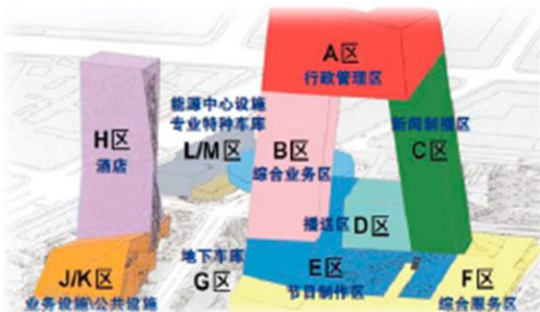 A区
行政管理区
能源中心设施
专业特种车库
L/M区
H区
酒店
B区
综合业务区
新闻制播区
C区
播送区
D区
地下车库
G区
E区
节目制作区
J/K区
业务设施\公共设施
F区
综合服务区